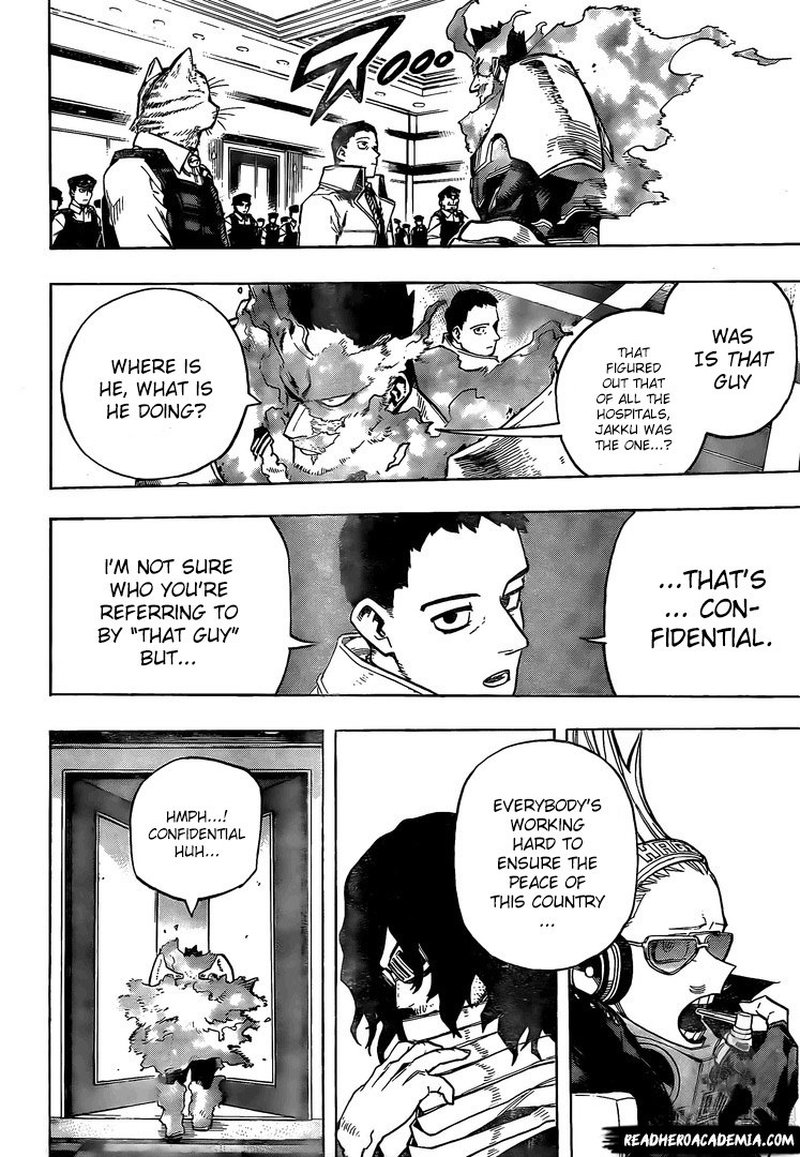 WAS
IS THAT
GUY
THAT
FIGURED
OUT THAT
OF ALL THE
HOSPITALS,
JAKKU WAS
THE ONE...?
WHERE IS
HE, WHAT IS
HE DOING?
...THAT'S
... CON-
FIDENTIAL.
I'M NOT SURE
WHO YOU'RE
REFERRING TO
BY "THAT GUY"
BUT...
EVERYBODY'S
WORKING
HARD TO
ENSURE THE
PEACE OF
THIS COUNTRY
...
HMPH...!
CONFIDENTIAL
HUH...
READHEROACADEMIA.COM